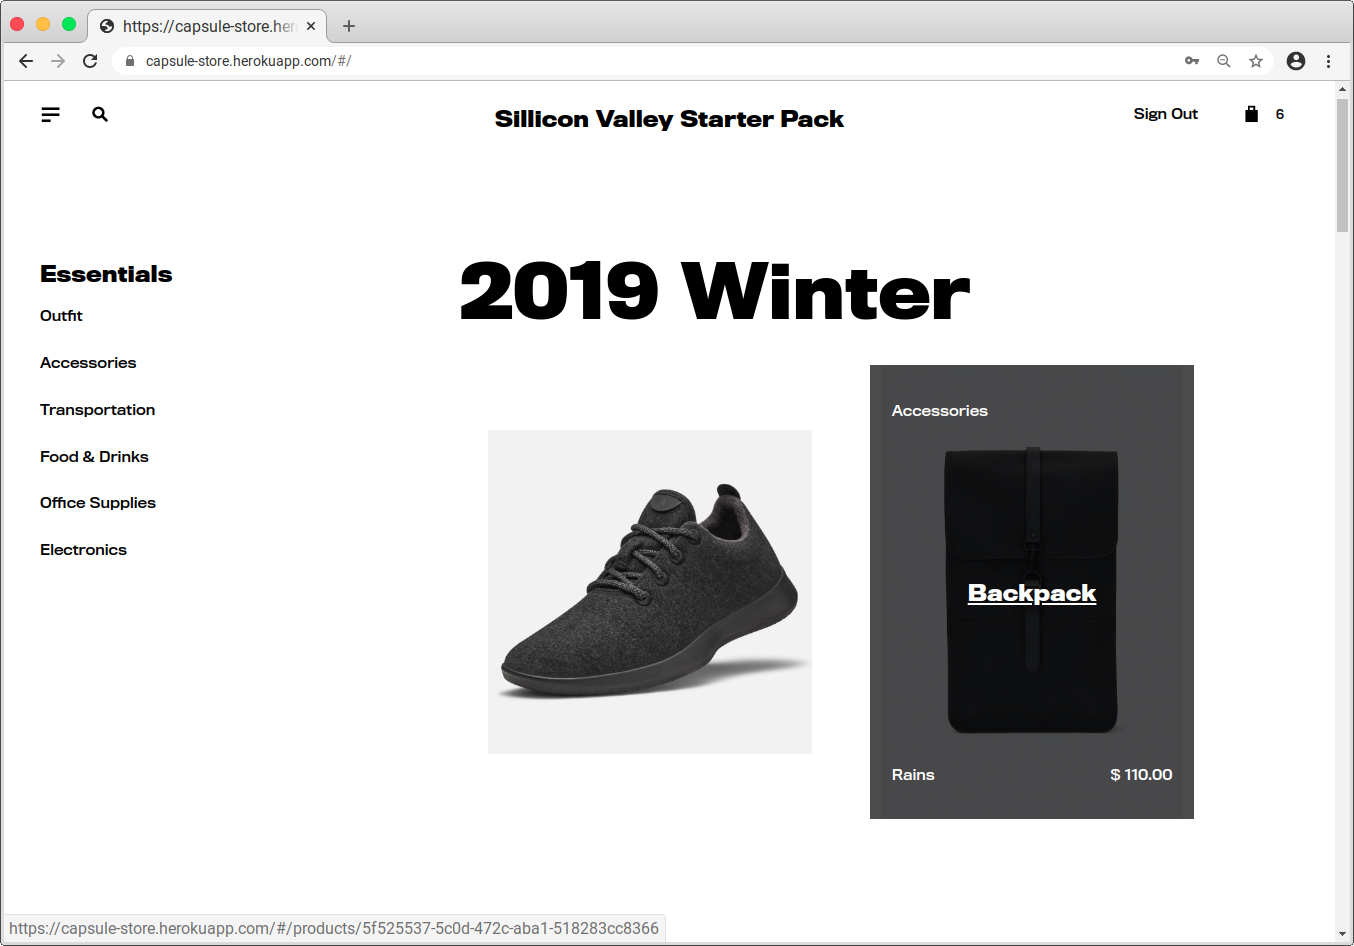 https://capsule-store.her
capsule-store.herokuapp.com/#/
Sillicon Valley Starter Pack
Sign Out
6
Essentials
Outfit
Accessories
Transportation
Food & Drinks
Office Supplies
Electronics
2019 Winter
Accessories
Backpack
Rains $ 110.00
https://capsule-store.herokuapp.com/#/products/5f525537-5c0d-472c-aba1-518283cc8366